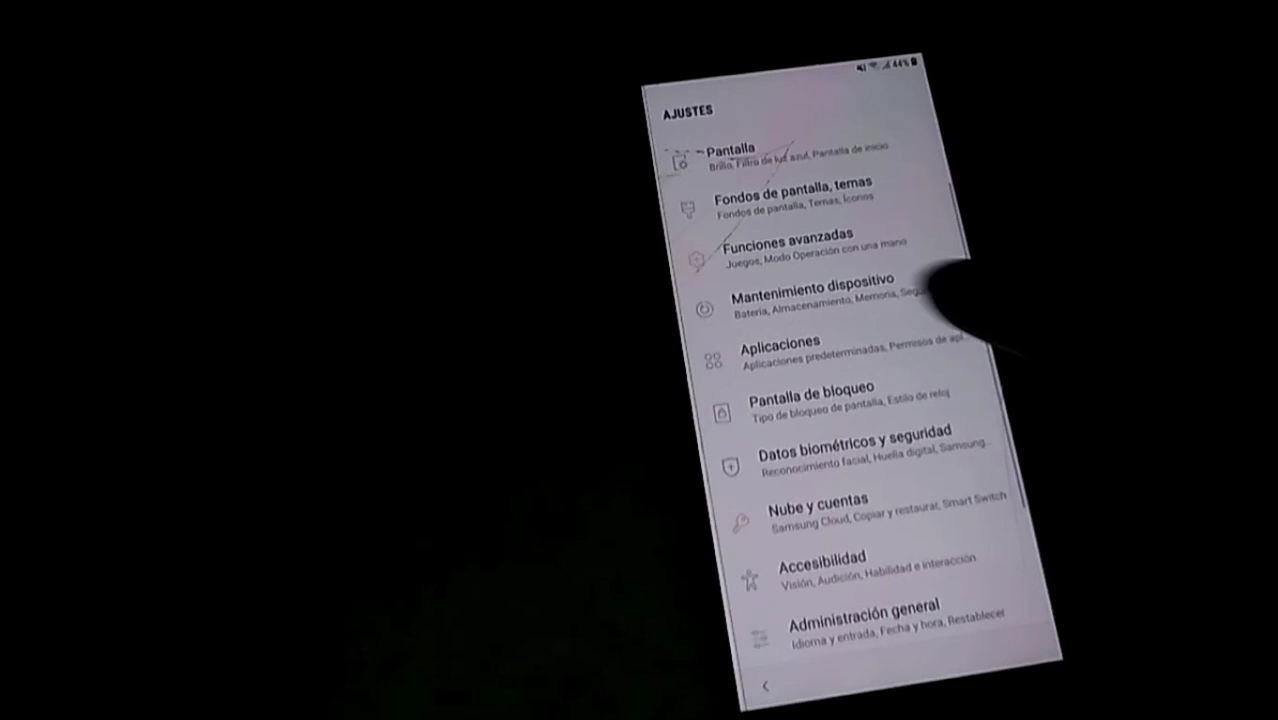 44%
AJUSTES
Pantalla
Brillo, Filtro de luz azul, Pantalla de inicio
Fondos de pantalla, temas
Fondos de pantalla, Temas, Íconos
Funciones avanzadas
Juegos, Modo Operación con una mano
Mantenimiento dispositivo
Batería, Almacenamiento, Memoria,
Aplicaciones
Aplicaciones predeterminadas, Permisos de apl...
Pantalla de bloqueo
Tipo de bloqueo de pantalla, Estilo de reloj
Datos biométricos y seguridad
Reconocimiento facial, Huella digital, Samsung...
Nube y cuentas
Samsung Cloud, Copiar y restaurar, Smart Switch
Accesibilidad
Visión, Audición, Habilidad e interacción
Administración general
Idioma y entrada, Fecha y hora, Restablecer